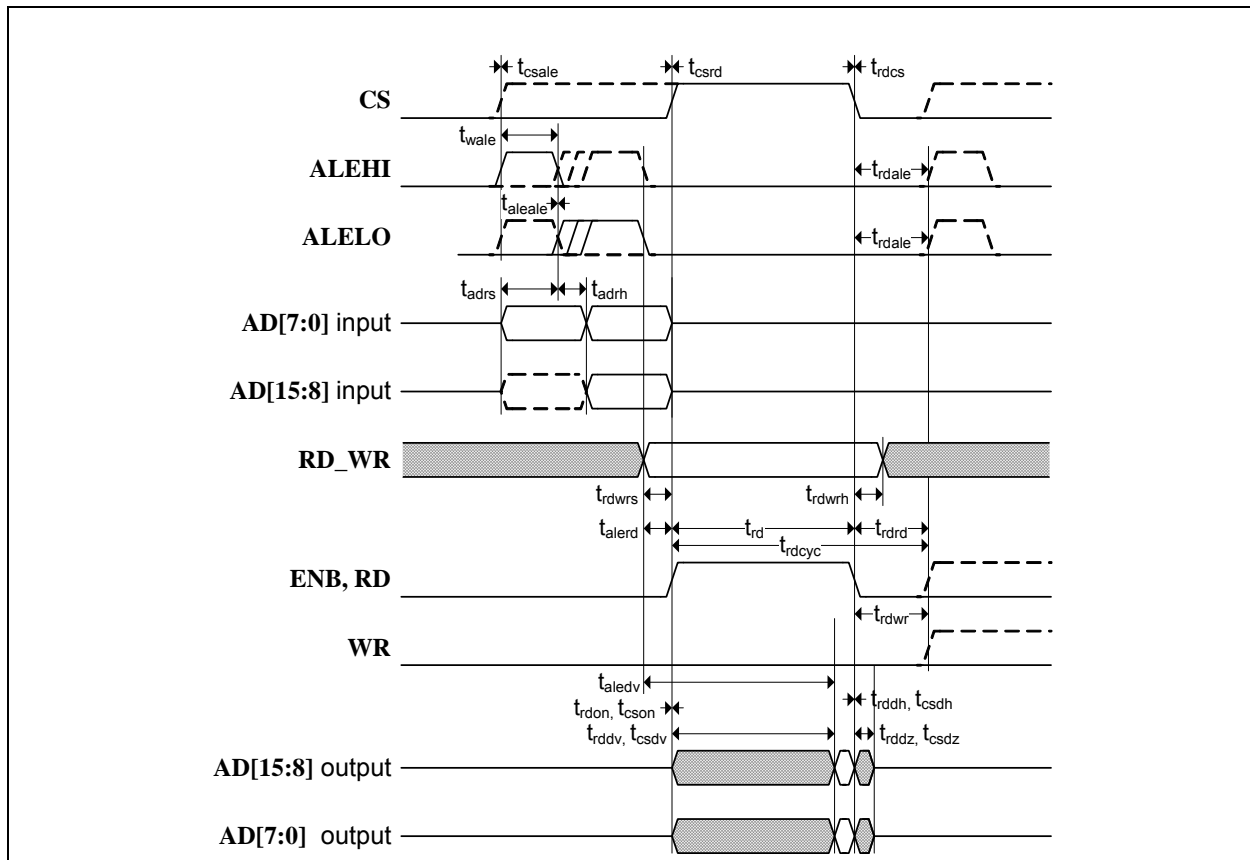 tcsale
tcsrd
trdcs
CS
twale
ALEHI
trdale
taleale
ALELO
trdale
tadrs
tadrh
AD[7:0] input
AD[15:8] input
RD_WR
trdwrs
trdwrh
talerd
trd
trdrd
trdcyc
ENB, RD
trdwr
WR
taledv
trdon, tcson
trddh, tcsdh
trddv, tcsdv
trddz, tcsdz
AD[15:8] output
AD[7:0] output